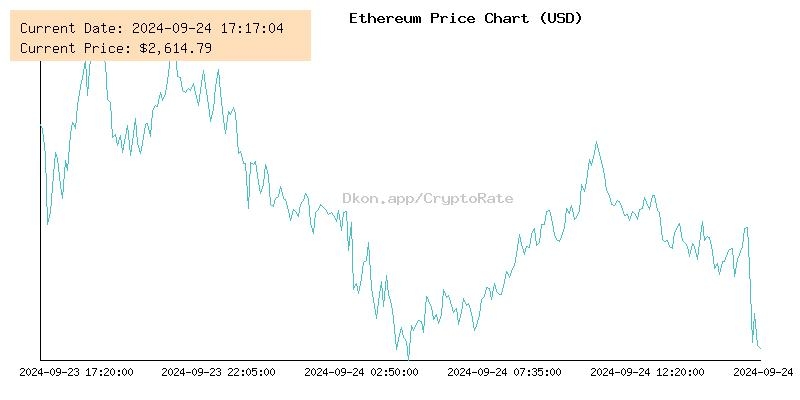 Ethereum Price Chart (USD)
Current Date: 2024-09-24 17:17:04
Current Price: $2,614.79
Dkon.app/CryptoRate
2024-09-23 17:20:00 2024-09-23 22:05:00 2024-09-24 02:50:00 2024-09-24 07:35:00 2024-09-24 12:20:00 2024-09-24